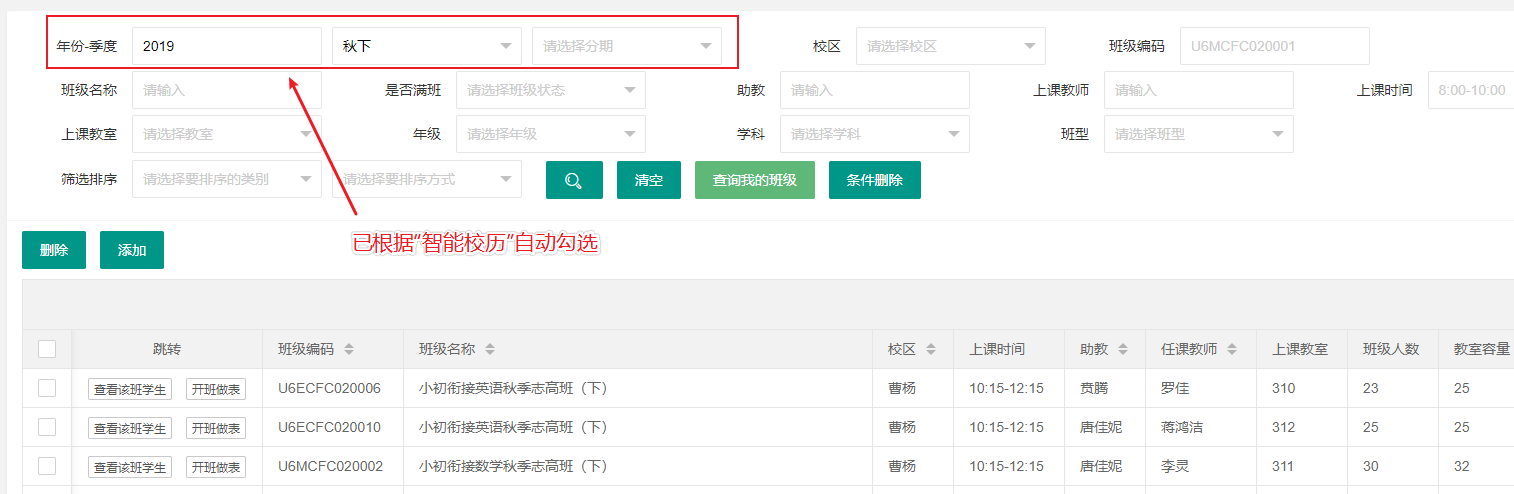 年份-季度 2019 秋下 请选择分期 校区 请选择校区 班级编码 U6MCFC020001
班级名称 请输入 是否满班 请选择班级状态 助教 请输入 上课教师 请输入 上课时间 8:00-10:00
上课教室 请选择教室 年级 请选择年级 学科 请选择学科 班型 请选择班型
筛选排序 请选择要排序的类别 请选择要排序方式 清空 查询我的班级 条件删除
已根据“智能校历”自动勾选
删除 添加
跳转 班级编码 班级名称 校区 上课时间 助教 任课教师 上课教室 班级人数 教室容量
查看该班学生 开班做表 U6ECFC020006 小初衔接英语秋季志高班（下） 曹杨 10:15-12:15 贲腾 罗佳 310 23 25
查看该班学生 开班做表 U6ECFC020010 小初衔接英语秋季志高班（下） 曹杨 10:15-12:15 唐佳妮 蒋鸿洁 312 25 25
查看该班学生 开班做表 U6MCFC020002 小初衔接数学秋季志高班（下） 曹杨 10:15-12:15 唐佳妮 李灵 311 30 32